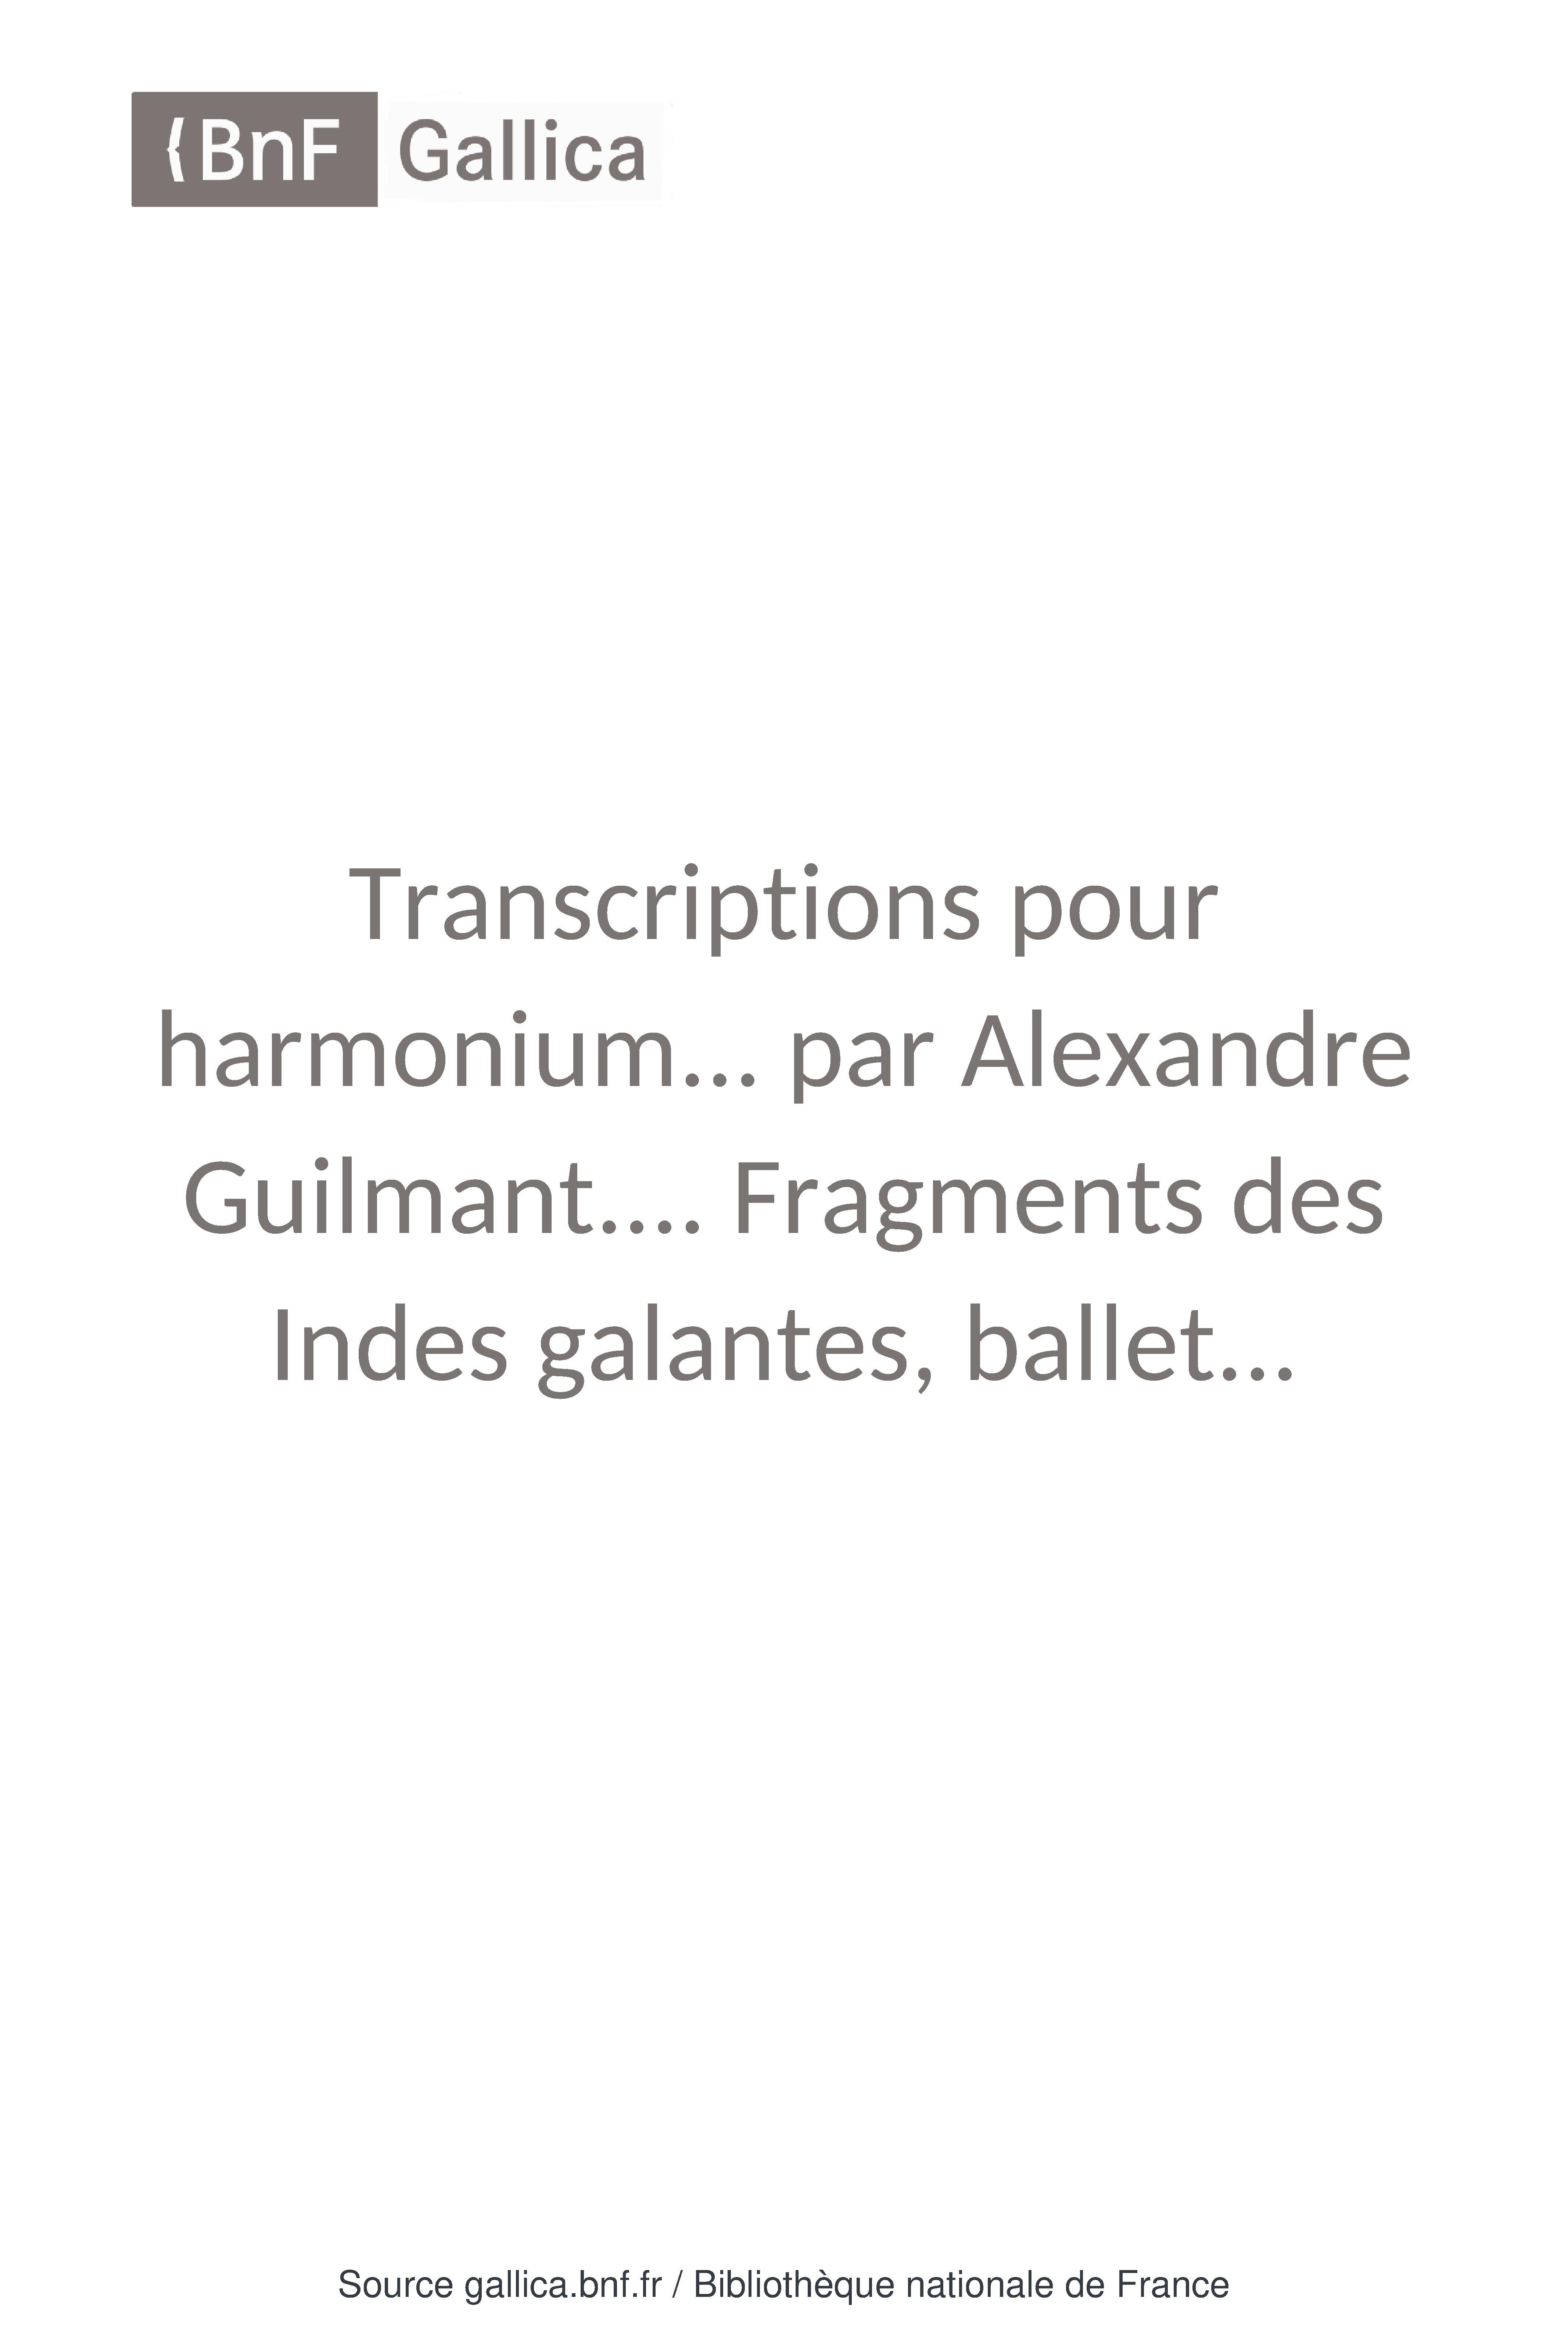 {BnF Gallica
Transcriptions pour
harmonium... par Alexandre
Guilmant.... Fragments des
Indes galantes, ballet...
Source gallica.bnf.fr / Bibliothèque nationale de France